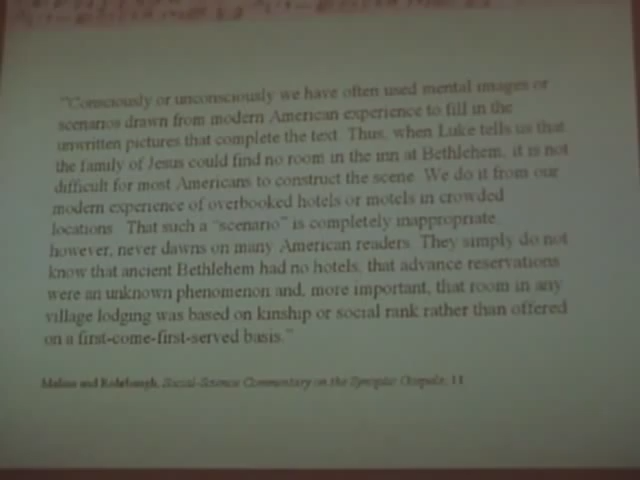 "Consciously or unconsciously we have often used mental images or
scenarios drawn from modern American experience to fill in the
unwritten pictures that complete the text. Thus, when Luke tells us that
the family of Jesus could find no room in the inn at Bethlehem, it is not
difficult for most Americans to construct the scene. We do it from our
modern experience of overbooked hotels or motels in crowded
locations. That such a "scenario" is completely inappropriate,
however, never dawns on many American readers. They simply do not
know that ancient Bethlehem had no hotels, that advance reservations
were an unknown phenomenon and, more important, that room in any
village lodging was based on kinship or social rank rather than offered
on a first-come-first-served basis."
Malina and Rohrbaugh, Social-Science Commentary on the Synoptic Gospels, 11